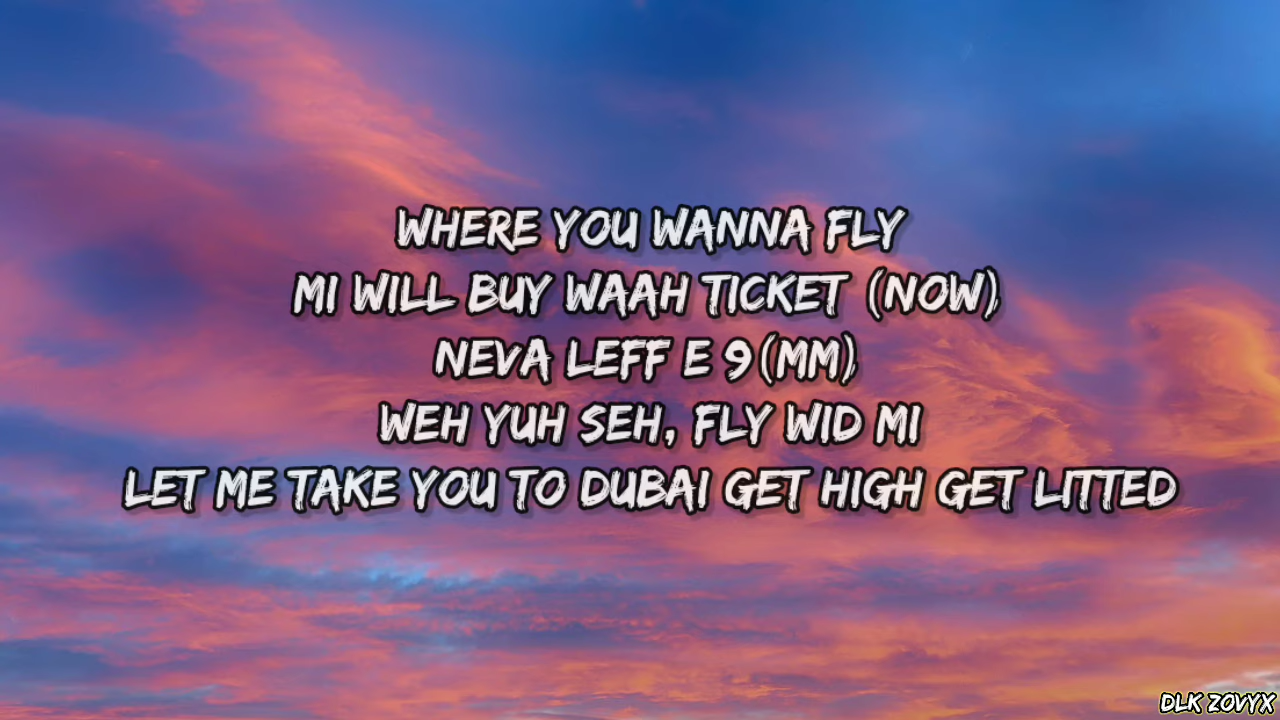 WHERE YOU WANNA FLY
MI WILL BUY WAAH TICKET (NOW)
NEVA LEFF E 9(MM)
WEH YUH SEH, FLY WID MI
LET ME TAKE YOU TO DUBAI GET HIGH GET LITTED
DLK ZOVYX